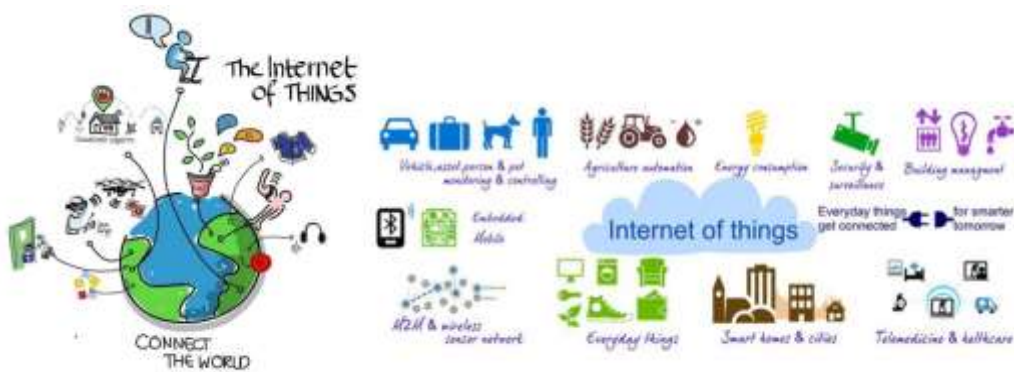 The Internet
of THINGS
CONNECT
THE WORLD
Vehicle, asset, person & pet
monitoring & controlling
Agriculture automation
Energy consumption
Security &
surveillance
Building managment
Embedded
Mobile
Internet of things
Everyday things
get connected
for smarter
tomorrow
M2M & wireless
sensor network
Everyday things
Smart homes & cities
Telemedicine & healthcare